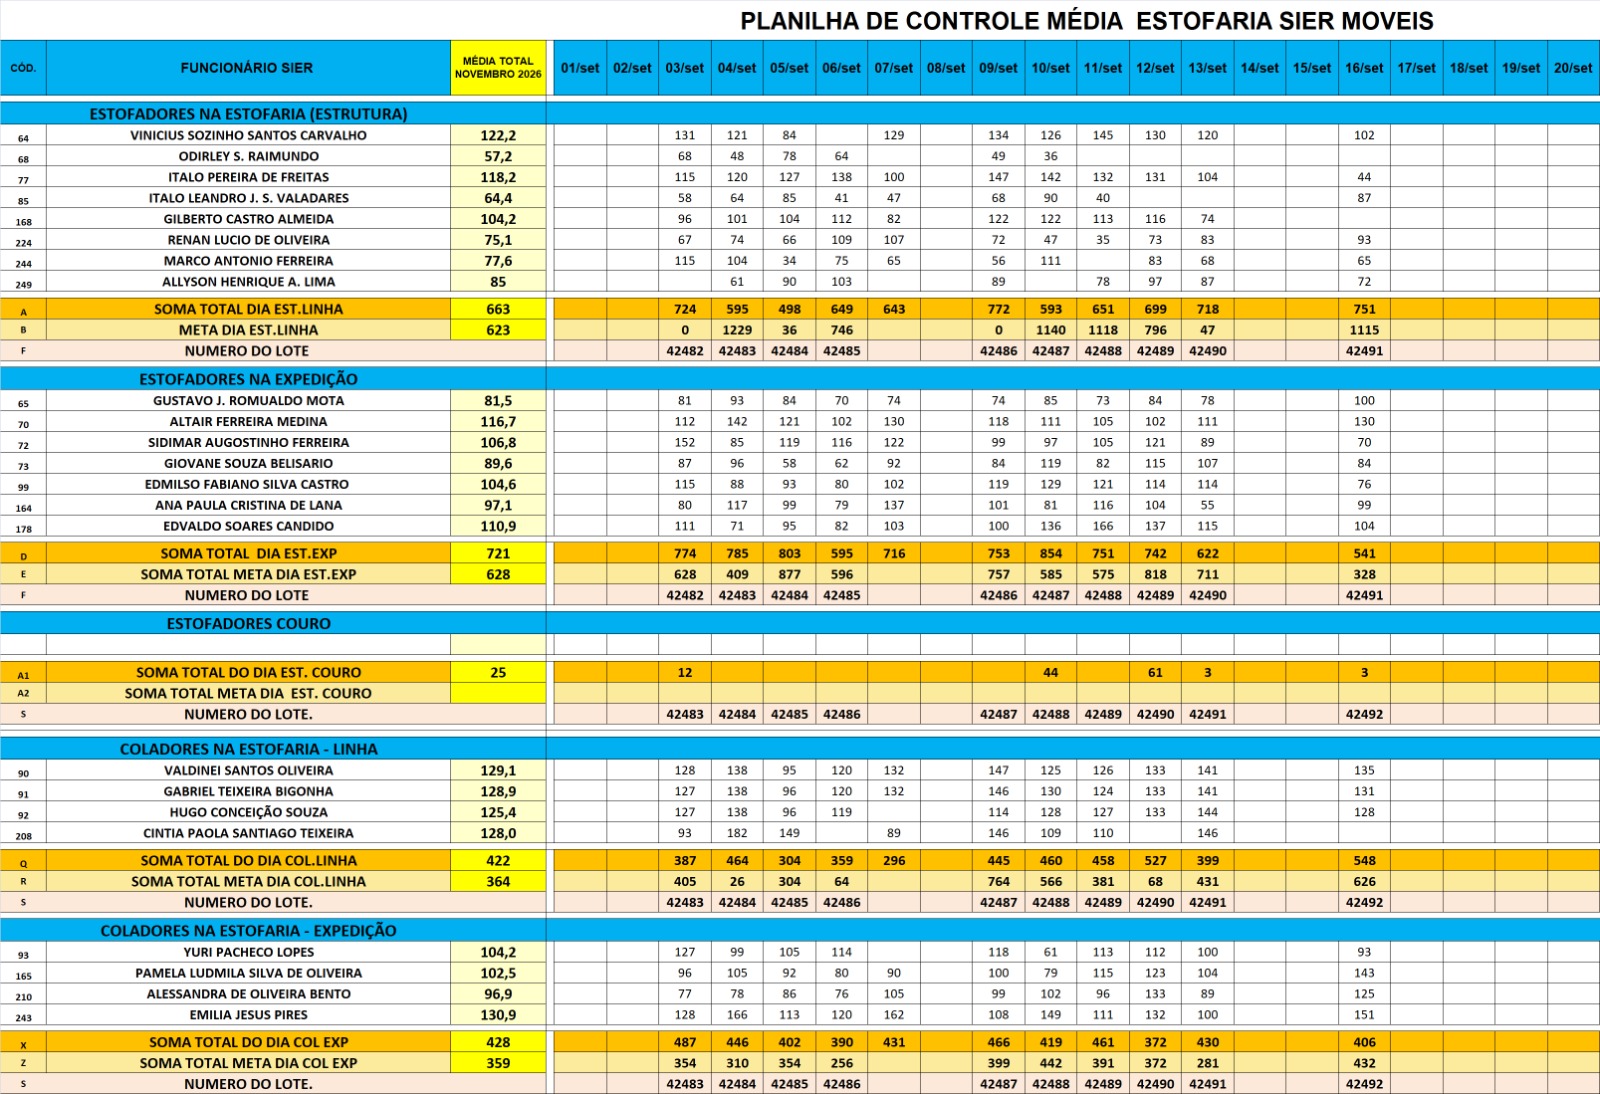 PLANILHA DE CONTROLE MÉDIA  ESTOFARIA SIER MOVEIS
CÓD. FUNCIONÁRIO SIER MÉDIA TOTAL NOVEMBRO 2026 01/set 02/set 03/set 04/set 05/set 06/set 07/set 08/set 09/set 10/set 11/set 12/set 13/set 14/set 15/set 16/set 17/set 18/set 19/set 20/set
ESTOFADORES NA ESTOFARIA (ESTRUTURA)
64 VINICIUS SOZINHO SANTOS CARVALHO 122,2 131 121 84 129 134 126 145 130 120 102
68 ODIRLEY S. RAIMUNDO 57,2 68 48 78 64 49 36
77 ITALO PEREIRA DE FREITAS 118,2 115 120 127 138 100 147 142 132 131 104 44
85 ITALO LEANDRO J. S. VALADARES 64,4 58 64 85 41 47 68 90 40 87
168 GILBERTO CASTRO ALMEIDA 104,2 96 101 104 112 82 122 122 113 116 74
224 RENAN LUCIO DE OLIVEIRA 75,1 67 74 66 109 107 72 47 35 73 83 93
244 MARCO ANTONIO FERREIRA 77,6 115 104 34 75 65 56 111 83 68 65
249 ALLYSON HENRIQUE A. LIMA 85 61 90 103 89 78 97 87 72
A SOMA TOTAL DIA EST.LINHA 663 724 595 498 649 643 772 593 651 699 718 751
B META DIA EST.LINHA 623 0 1229 36 746 0 1140 1118 796 47 1115
F NUMERO DO LOTE 42482 42483 42484 42485 42486 42487 42488 42489 42490 42491
ESTOFADORES NA EXPEDIÇÃO
65 GUSTAVO J. ROMUALDO MOTA 81,5 81 93 84 70 74 74 85 73 84 78 100
70 ALTAIR FERREIRA MEDINA 116,7 112 142 121 102 130 118 111 105 102 111 130
72 SIDIMAR AUGOSTINHO FERREIRA 106,8 152 85 119 116 122 99 97 105 121 89 70
73 GIOVANE SOUZA BELISARIO 89,6 87 96 58 62 92 84 119 82 115 107 84
99 EDMILSO FABIANO SILVA CASTRO 104,6 115 88 93 80 102 119 129 121 114 114 76
164 ANA PAULA CRISTINA DE LANA 97,1 80 117 99 79 137 101 81 116 104 55 99
178 EDVALDO SOARES CANDIDO 110,9 111 71 95 82 103 100 136 166 137 115 104
D SOMA TOTAL  DIA EST.EXP 721 774 785 803 595 716 753 854 751 742 622 541
E SOMA TOTAL META DIA EST.EXP 628 628 409 877 596 757 585 575 818 711 328
F NUMERO DO LOTE 42482 42483 42484 42485 42486 42487 42488 42489 42490 42491
ESTOFADORES COURO
A1 SOMA TOTAL DO DIA EST. COURO 25 12 44 61 3 3
A2 SOMA TOTAL META DIA  EST. COURO
S NUMERO DO LOTE. 42483 42484 42485 42486 42487 42488 42489 42490 42491 42492
COLADORES NA ESTOFARIA - LINHA
90 VALDINEI SANTOS OLIVEIRA 129,1 128 138 95 120 132 147 125 126 133 141 135
91 GABRIEL TEIXEIRA BIGONHA 128,9 127 138 96 120 132 146 130 124 133 141 131
92 HUGO CONCEIÇÃO SOUZA 125,4 127 138 96 119 114 128 127 133 144 128
208 CINTIA PAOLA SANTIAGO TEIXEIRA 128,0 93 182 149 89 146 109 110 146
Q SOMA TOTAL DO DIA COL.LINHA 422 387 464 304 359 296 445 460 458 527 399 548
R SOMA TOTAL META DIA COL.LINHA 364 405 26 304 64 764 566 381 68 431 626
S NUMERO DO LOTE. 42483 42484 42485 42486 42487 42488 42489 42490 42491 42492
COLADORES NA ESTOFARIA - EXPEDIÇÃO
93 YURI PACHECO LOPES 104,2 127 99 105 114 118 61 113 112 100 93
165 PAMELA LUDMILA SILVA DE OLIVEIRA 102,5 96 105 92 80 90 100 79 115 123 104 143
210 ALESSANDRA DE OLIVEIRA BENTO 96,9 77 78 86 76 105 99 102 96 133 89 125
243 EMILIA JESUS PIRES 130,9 128 166 113 120 162 108 149 111 132 100 151
X SOMA TOTAL DO DIA COL EXP 428 487 446 402 390 431 466 419 461 372 430 406
Z SOMA TOTAL META DIA COL EXP 359 354 310 354 256 399 442 391 372 281 432
S NUMERO DO LOTE. 42483 42484 42485 42486 42487 42488 42489 42490 42491 42492